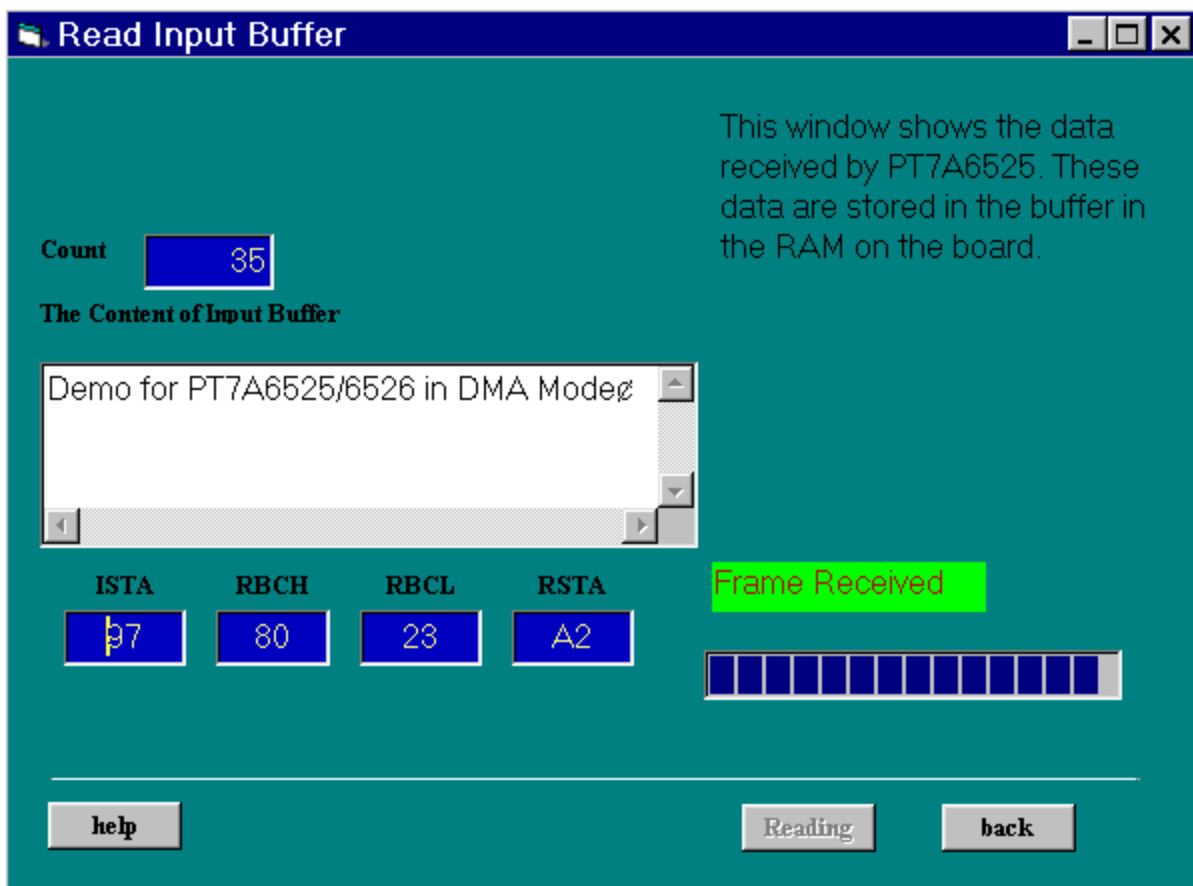 Read Input Buffer
This window shows the data
received by PT7A6525. These
data are stored in the buffer in
the RAM on the board.
Count 35
The Content of Input Buffer
Demo for PT7A6525/6526 in DMA Mode¢
ISTA RBCH RBCL RSTA
97 80 23 A2
Frame Received
help Reading back